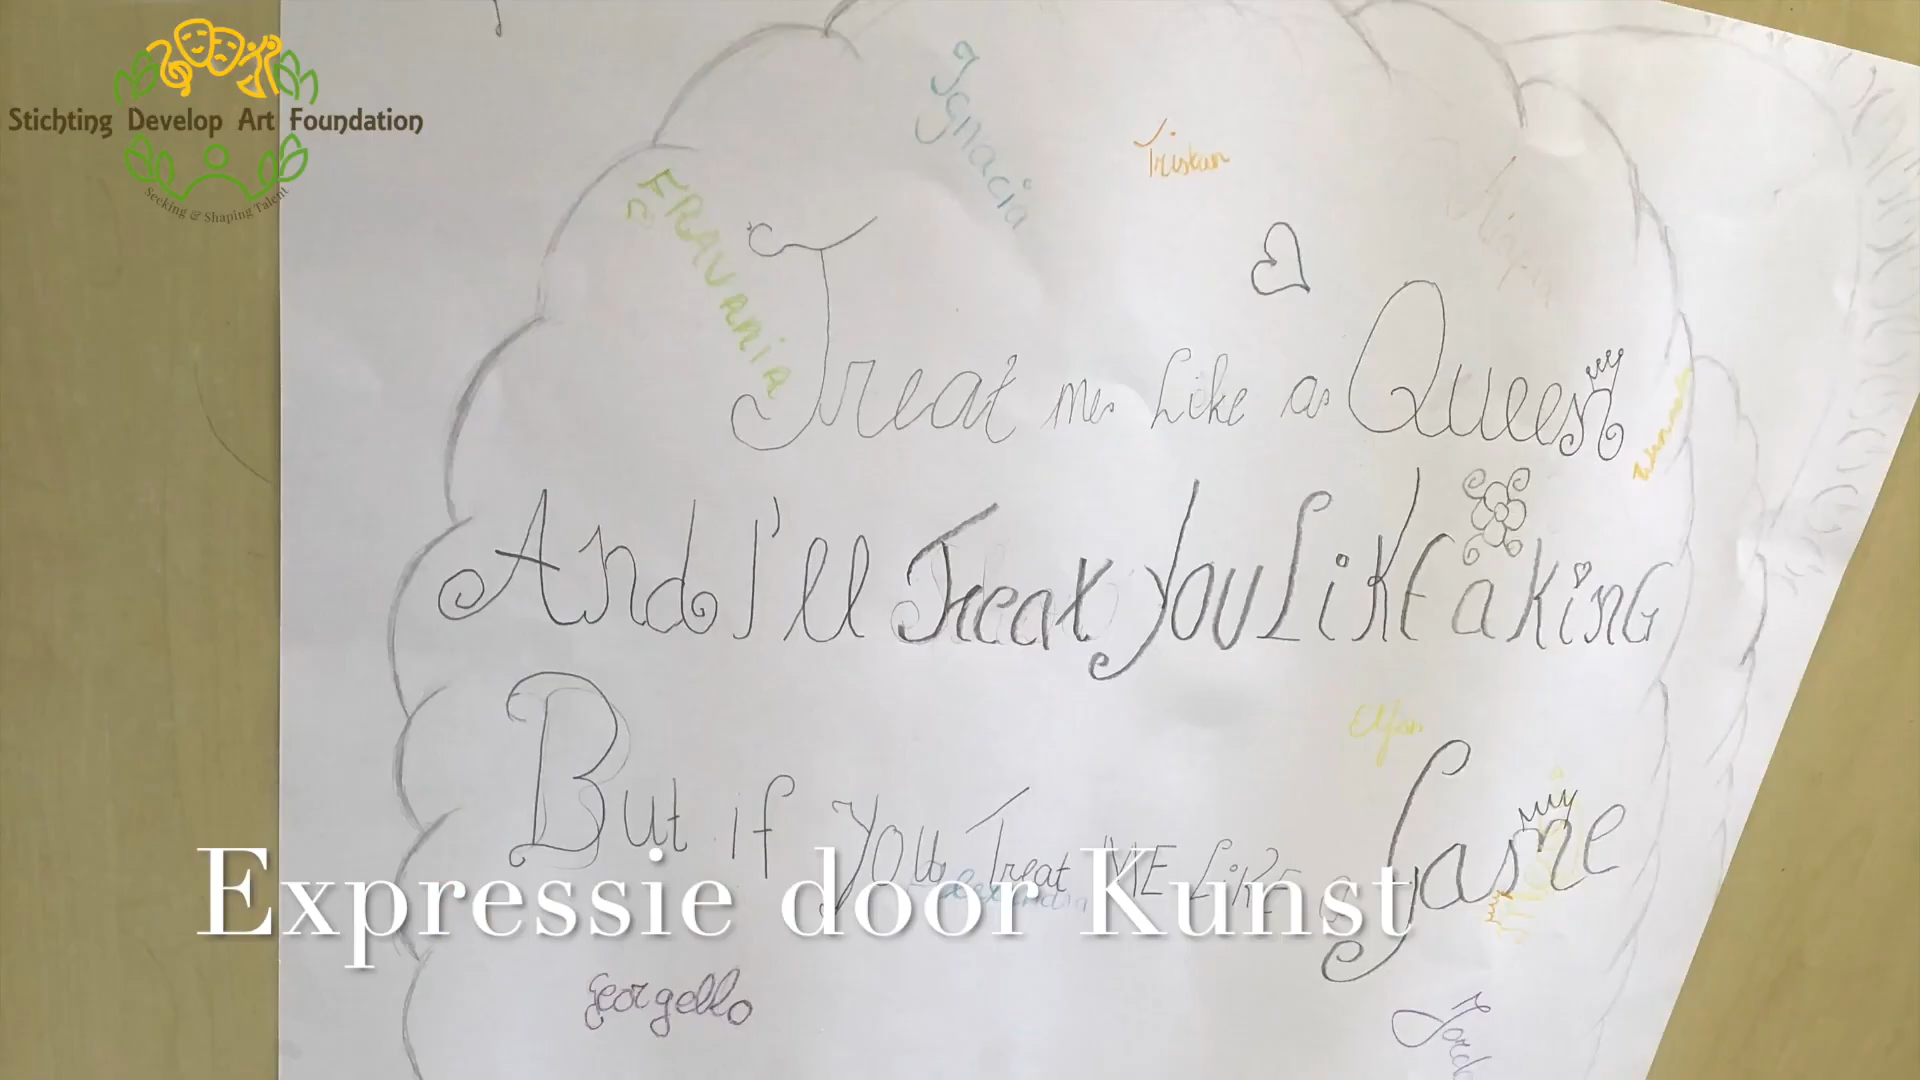 Stichting Develop Art Foundation
Seeking & Shaping Talent
Ignacia
Tristan
FRAVania
Treat me Like a Queen
And I'll Treat YOU LiKE a KinG
Elfan
But if You Treat ME LiKE a Game
Expressie door Kunst
georgello